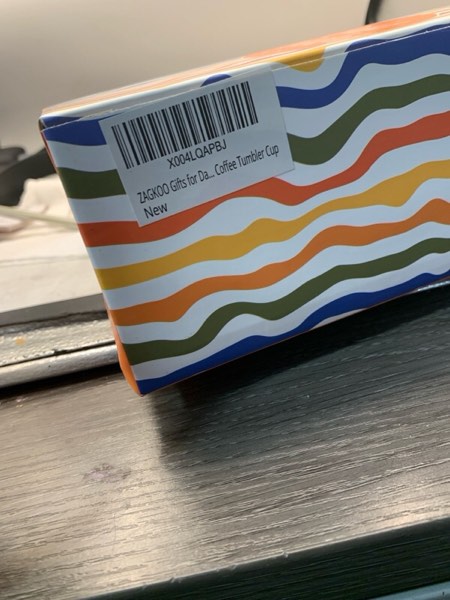 X004LQAPBJ
ZAGKOO Gifts for Da... Coffee Tumbler Cup
New